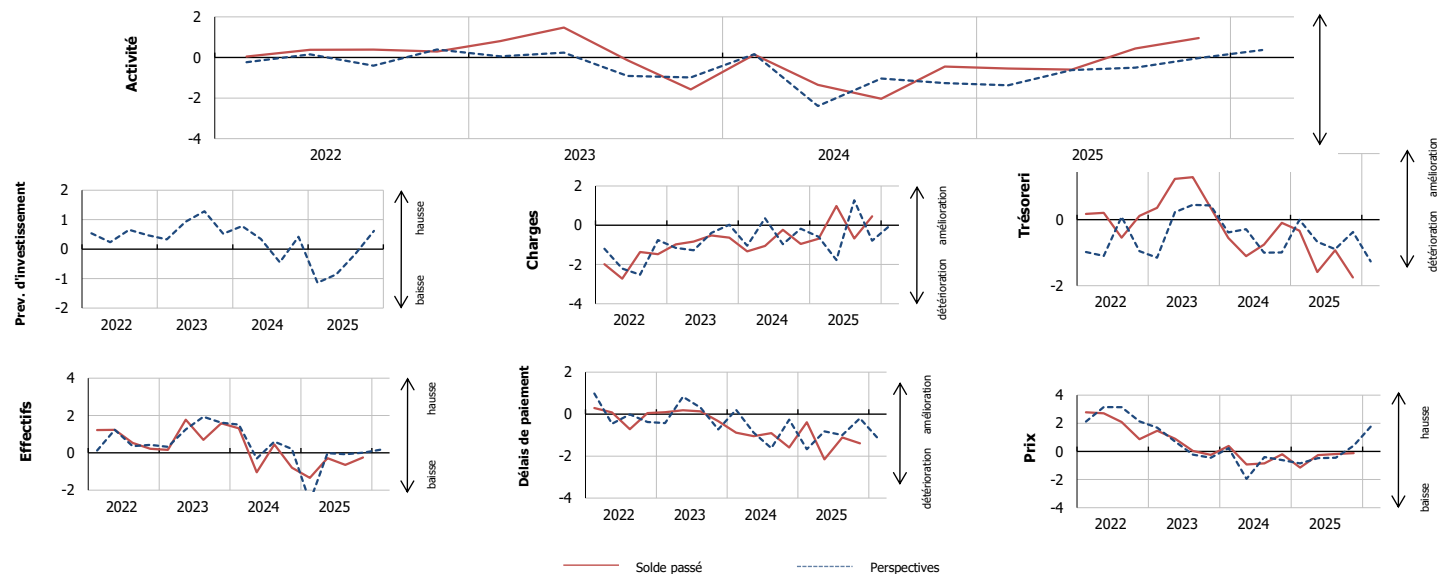 Activité
2
0
-2
-4
2022
2023
2024
2025
Prev. d'investissement
2
1
0
-1
-2
2022
2023
2024
2025
hausse
baisse
Charges
2
0
-2
-4
2022
2023
2024
2025
amélioration
détérioration
Trésoreri
0
-2
2022
2023
2024
2025
amélioration
détérioration
Effectifs
4
2
0
-2
2022
2023
2024
2025
hausse
baisse
Délais de paiement
2
0
-2
-4
2022
2023
2024
2025
amélioration
détérioration
Prix
4
2
0
-2
-4
2022
2023
2024
2025
hausse
baisse
Solde passé
Perspectives